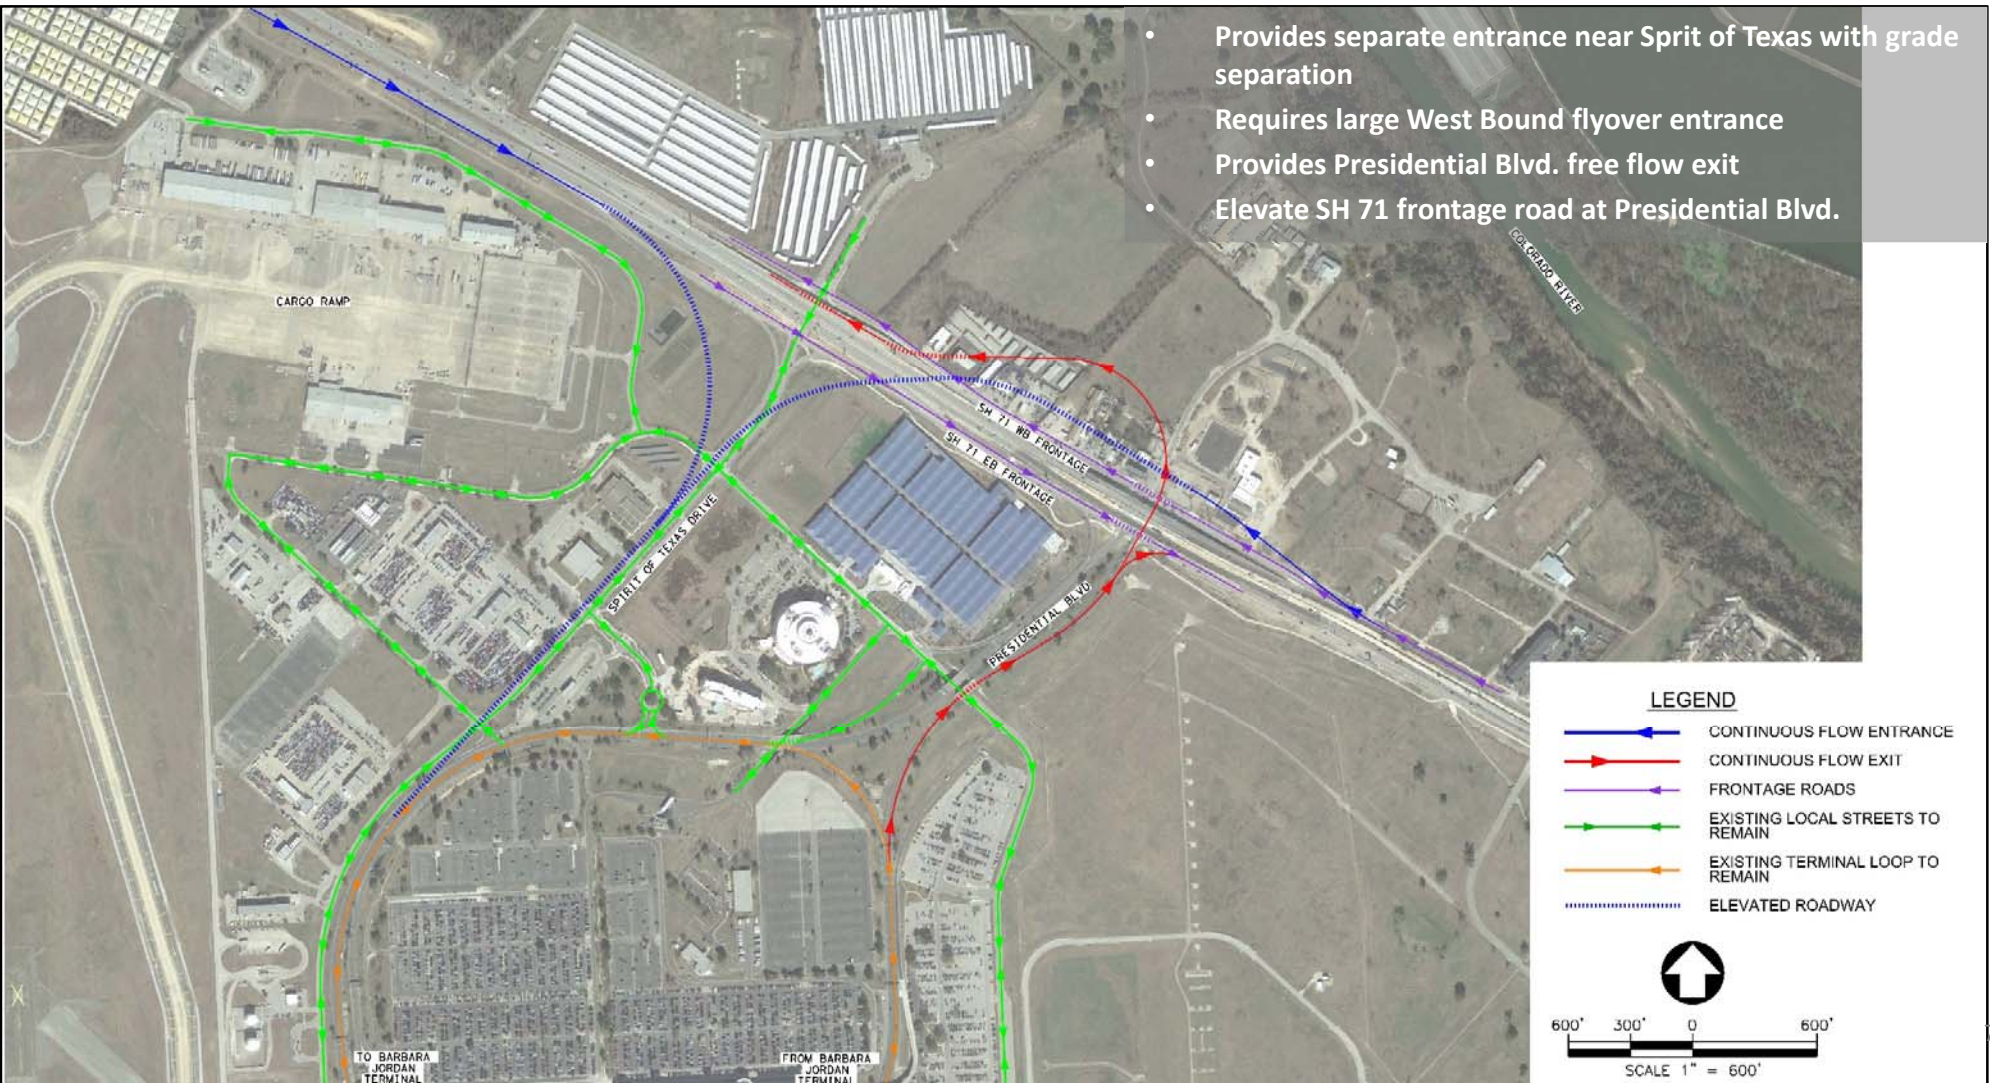 • Provides separate entrance near Sprit of Texas with grade
separation
• Requires large West Bound flyover entrance
• Provides Presidential Blvd. free flow exit
• Elevate SH 71 frontage road at Presidential Blvd.
COLORADO RIVER
CARGO RAMP
SH 71 WB FRONTAGE
SH 71 EB FRONTAGE
SPIRIT OF TEXAS DRIVE
PRESIDENTIAL BLVD
TO BARBARA
JORDAN
TERMINAL
FROM BARBARA
JORDAN
TERMINAL
LEGEND
CONTINUOUS FLOW ENTRANCE
CONTINUOUS FLOW EXIT
FRONTAGE ROADS
EXISTING LOCAL STREETS TO
REMAIN
EXISTING TERMINAL LOOP TO
REMAIN
ELEVATED ROADWAY
600' 300' 0 600'
SCALE 1" = 600'